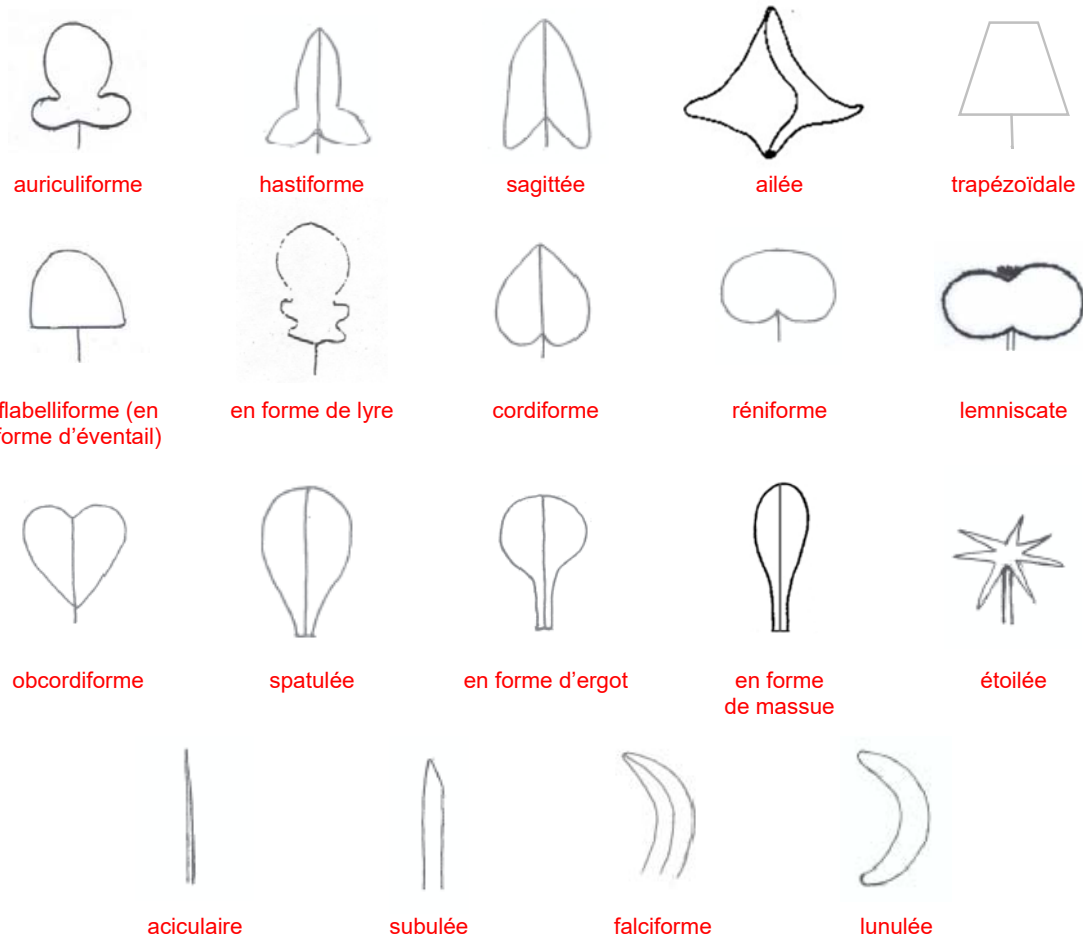 auriculiforme
hastiforme
sagittée
ailée
trapézoïdale
flabelliforme (en
forme d'éventail)
en forme de lyre
cordiforme
réniforme
lemniscate
obcordiforme
spatulée
en forme d'ergot
en forme
de massue
étoilée
aciculaire
subulée
falciforme
lunulée